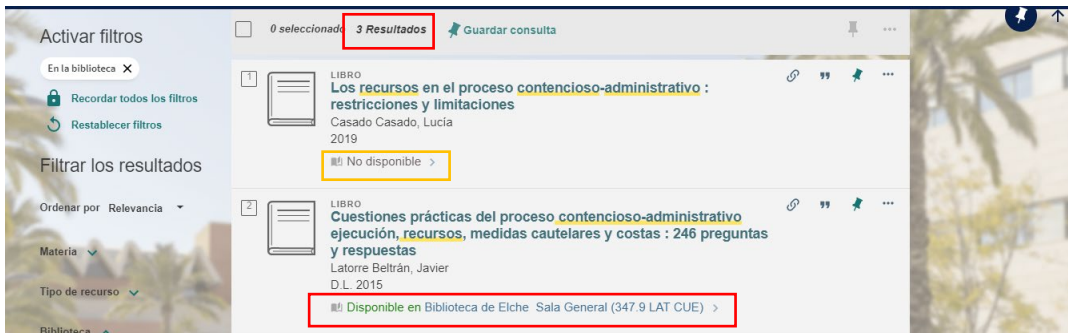 Activar filtros
En la biblioteca X
Recordar todos los filtros
Restablecer filtros
Filtrar los resultados
Ordenar por Relevancia
Materia
Tipo de recurso
Biblioteca
0 seleccionado 3 Resultados Guardar consulta
1
LIBRO
Los recursos en el proceso contencioso-administrativo :
restricciones y limitaciones
Casado Casado, Lucía
2019
No disponible >
2
LIBRO
Cuestiones prácticas del proceso contencioso-administrativo
ejecución, recursos, medidas cautelares y costas : 246 preguntas
y respuestas
Latorre Beltrán, Javier
D.L. 2015
Disponible en Biblioteca de Elche Sala General (347.9 LAT CUE) >